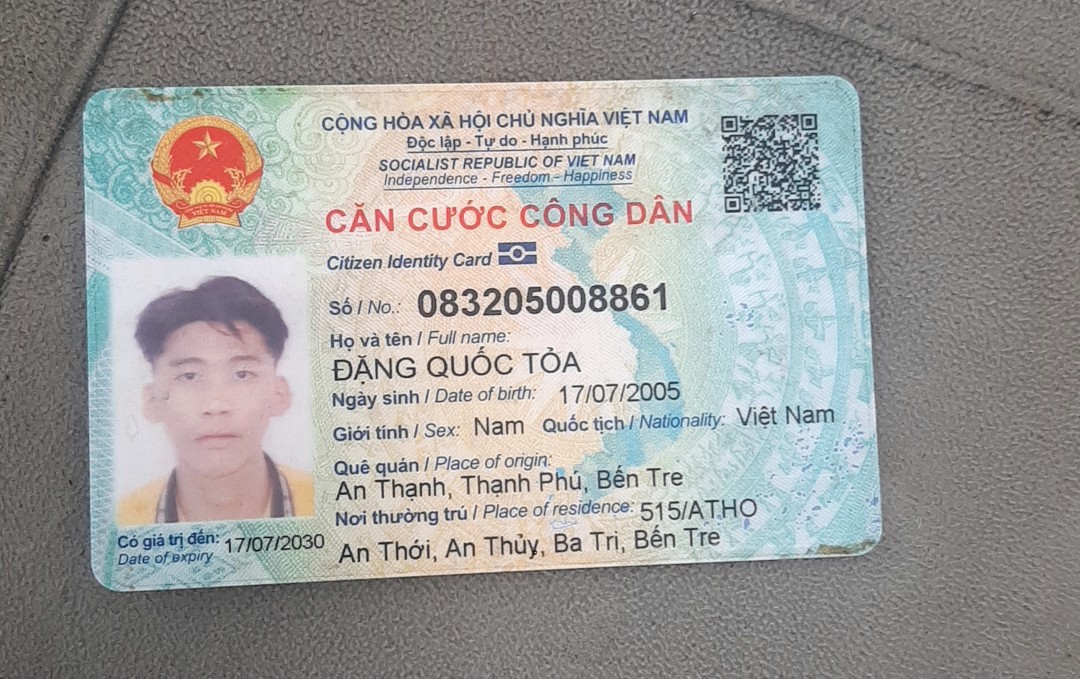 CỘNG HÒA XÃ HỘI CHỦ NGHĨA VIỆT NAM
Độc lập - Tự do - Hạnh phúc
SOCIALIST REPUBLIC OF VIET NAM
Independence - Freedom - Happiness
VIỆT NAM
CĂN CƯỚC CÔNG DÂN
Citizen Identity Card
Số / No.: 083205008861
Họ và tên / Full name:
ĐẶNG QUỐC TỎA
Ngày sinh / Date of birth: 17/07/2005
Giới tính / Sex: Nam Quốc tịch / Nationality: Việt Nam
Quê quán / Place of origin:
An Thạnh, Thạnh Phú, Bến Tre
Nơi thường trú / Place of residence: 515/ATHO
An Thới, An Thủy, Ba Tri, Bến Tre
Có giá trị đến: 17/07/2030
Date of expiry